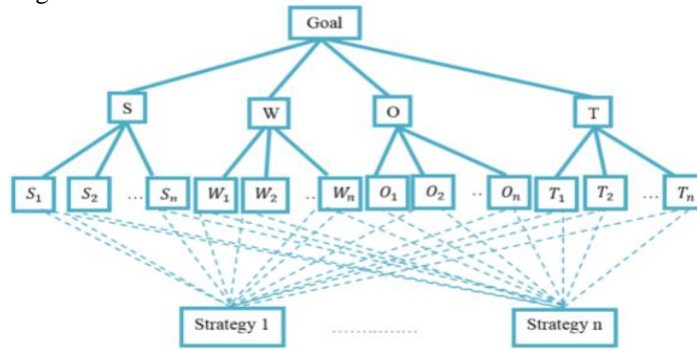 Goal
S W O T
S₁ S₂ ... Sₙ W₁ W₂ .. Wₙ O₁ O₂ .. Oₙ T₁ T₂ ... Tₙ
Strategy 1 .............. Strategy n